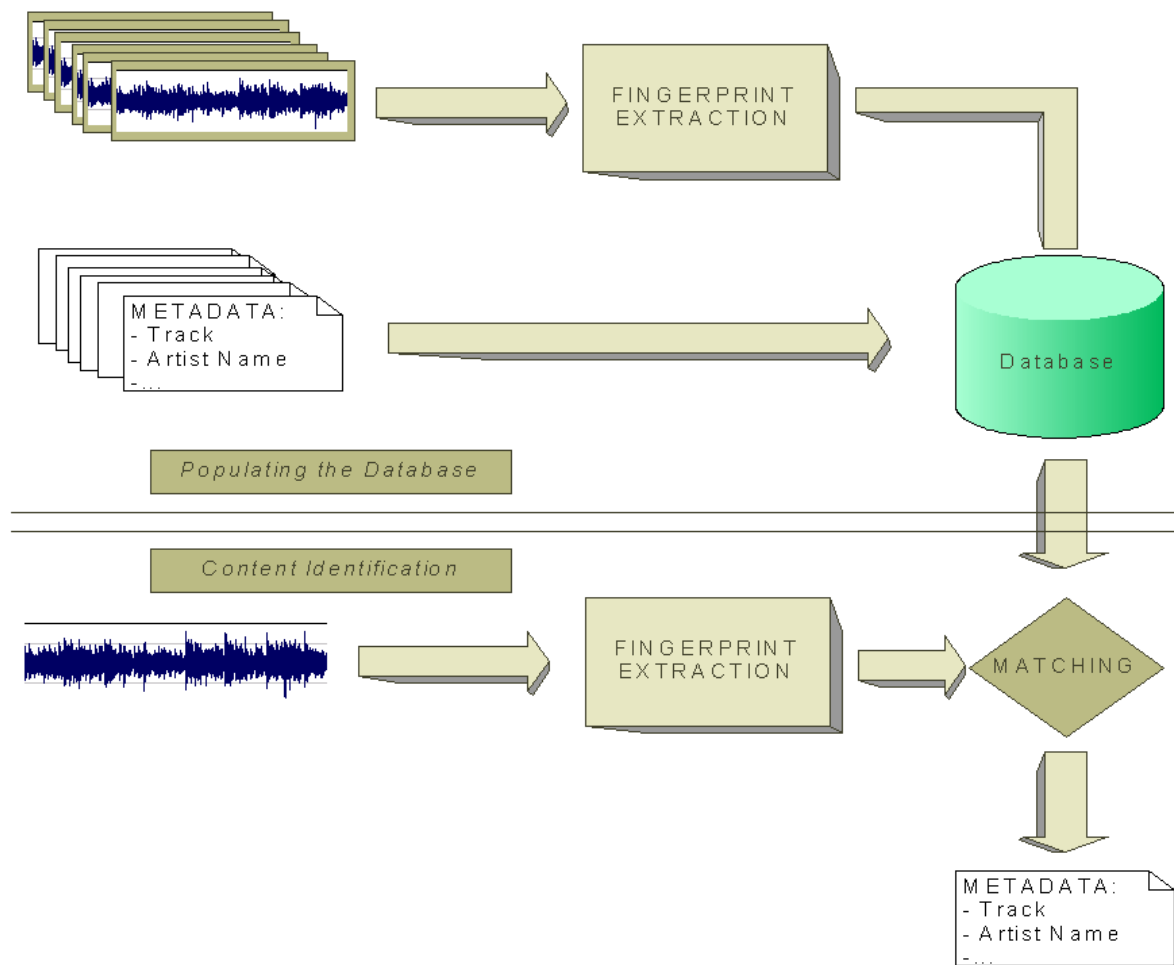 FINGERPRINT
EXTRACTION
METADATA:
- Track
- Artist Name
-...
Database
Populating the Database
Content Identification
FINGERPRINT
EXTRACTION
MATCHING
METADATA:
- Track
- Artist Name
-...